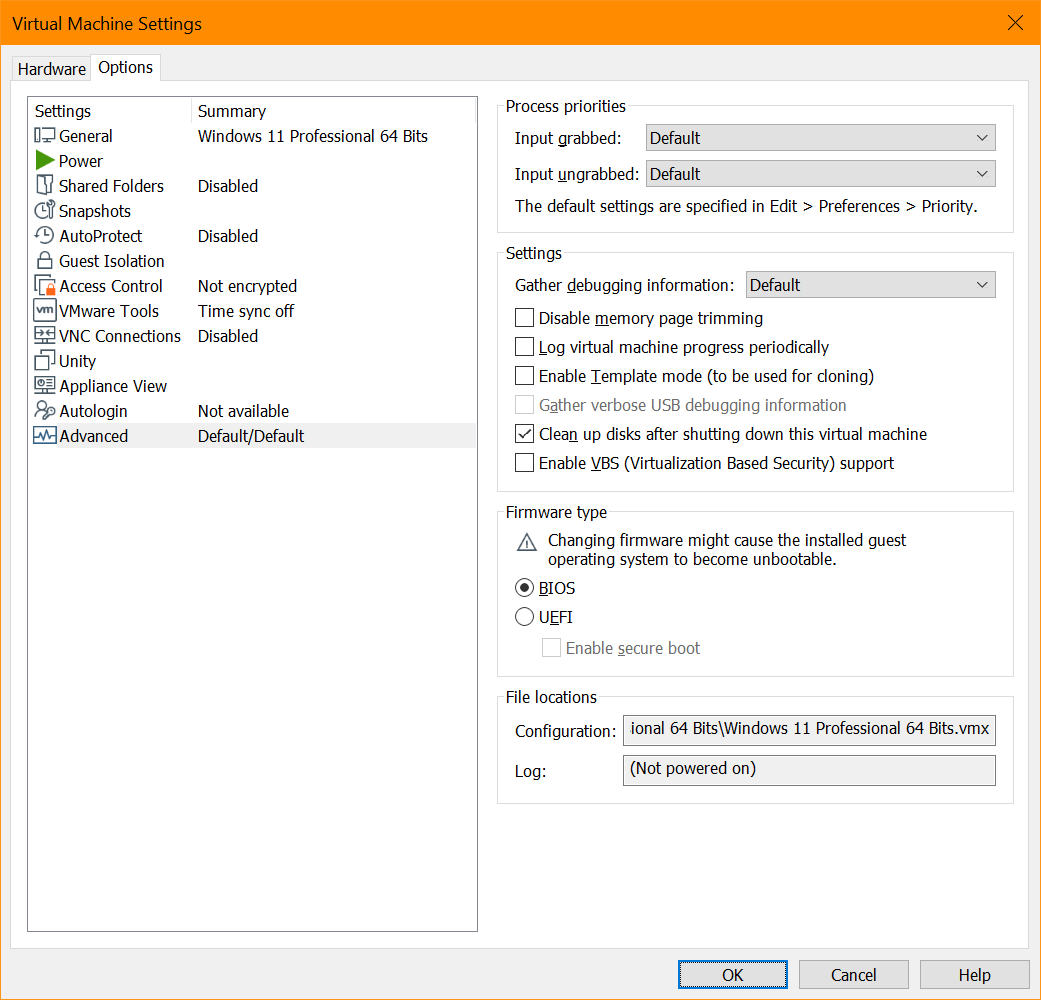 Virtual Machine Settings
Hardware
Options
Settings Summary
General Windows 11 Professional 64 Bits
Power
Shared Folders Disabled
Snapshots
AutoProtect Disabled
Guest Isolation
Access Control Not encrypted
vm VMware Tools Time sync off
VNC Connections Disabled
Unity
Appliance View
Autologin Not available
Advanced Default/Default
Process priorities
Input grabbed: Default
Input ungrabbed: Default
The default settings are specified in Edit > Preferences > Priority.
Settings
Gather debugging information: Default
Disable memory page trimming
Log virtual machine progress periodically
Enable Template mode (to be used for cloning)
Gather verbose USB debugging information
Clean up disks after shutting down this virtual machine
Enable VBS (Virtualization Based Security) support
Firmware type
Changing firmware might cause the installed guest
operating system to become unbootable.
BIOS
UEFI
Enable secure boot
File locations
Configuration: ional 64 Bits\Windows 11 Professional 64 Bits.vmx
Log: (Not powered on)
OK Cancel Help